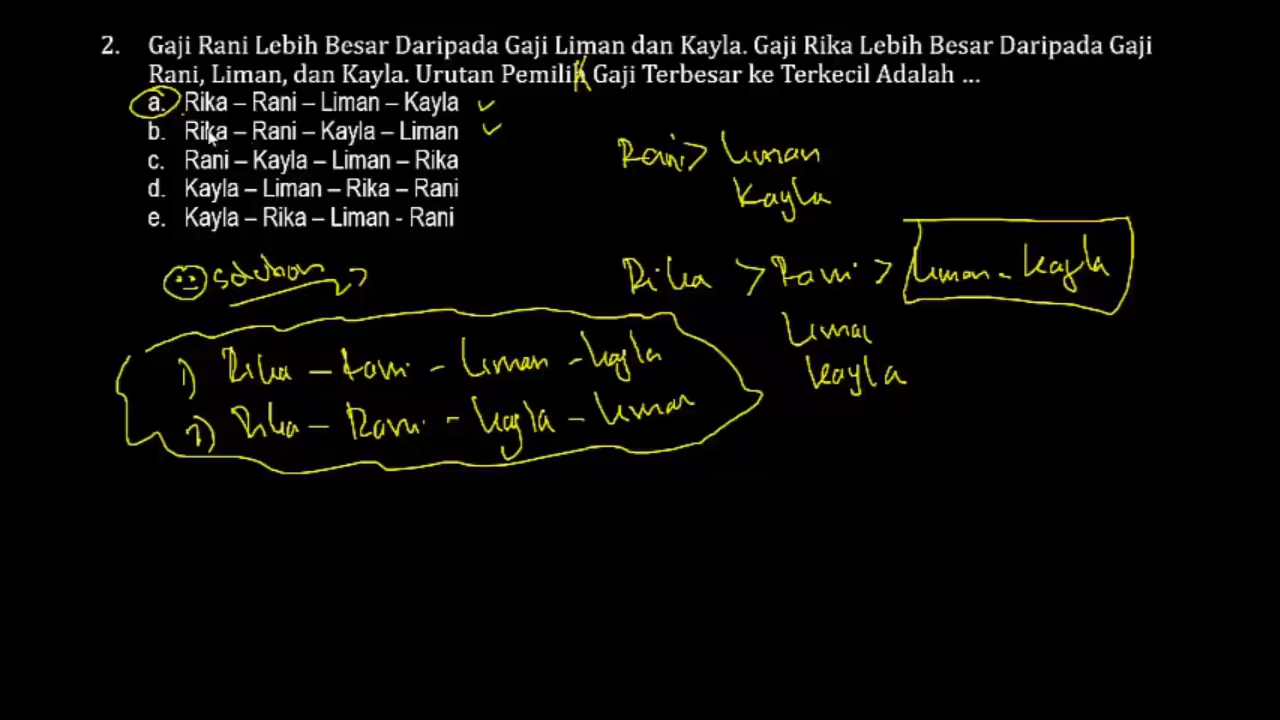 2. Gaji Rani Lebih Besar Daripada Gaji Liman dan Kayla. Gaji Rika Lebih Besar Daripada Gaji
Rani, Liman, dan Kayla. Urutan Pemilik Gaji Terbesar ke Terkecil Adalah ...
a. Rika – Rani – Liman – Kayla
b. Rika – Rani – Kayla – Liman
c. Rani – Kayla – Liman – Rika
d. Kayla – Liman – Rika – Rani
e. Kayla – Rika – Liman - Rani
Rani > Liman
Kayla
Rika > Rani > Liman - Kayla
Liman
Kayla
solution
1) Rika – Rani – Liman – Kayla
2) Rika – Rani – Kayla – Liman